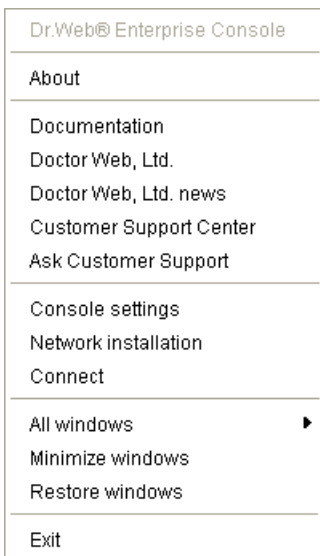 Dr.Web® Enterprise Console
About
Documentation
Doctor Web, Ltd.
Doctor Web, Ltd. news
Customer Support Center
Ask Customer Support
Console settings
Network installation
Connect
All windows
Minimize windows
Restore windows
Exit